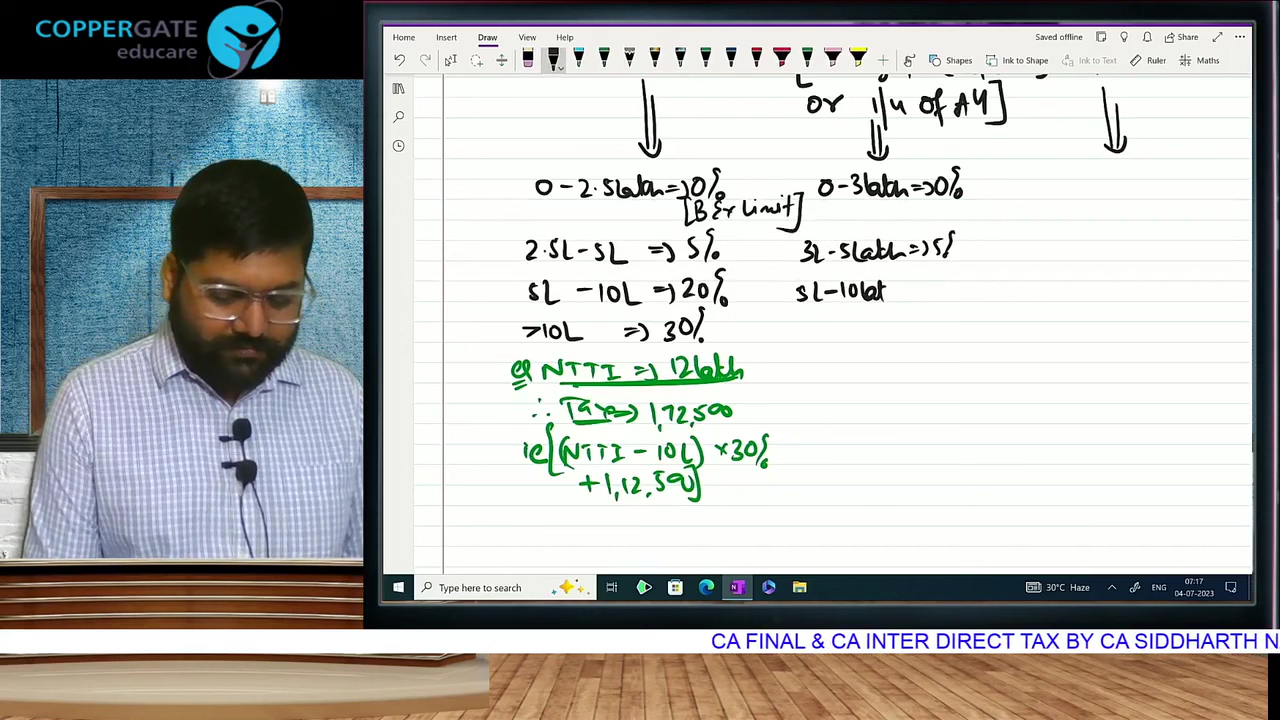 COPPERGATE
educare
Home Insert Draw View Help
Saved offline
Share
Shapes
Ink to Shape
Ink to Text
Ruler
Maths
or of AY]
0 - 2.5lakh => 0%
[B Ex Limit]
2.5L - 5L => 5%
5L - 10L => 20%
>10L => 30%
0 - 3lakh => 0%
3L - 5lakh => 5%
5L - 10lak
eg NTTI => 12lakh
∴ Tax => 1,72,500
ie[(NTTI - 10L) × 30%
+ 1,12,500]
Type here to search
30°C Haze
ENG
07:17
04-07-2023
CA FINAL & CA INTER DIRECT TAX BY CA SIDDHARTH N